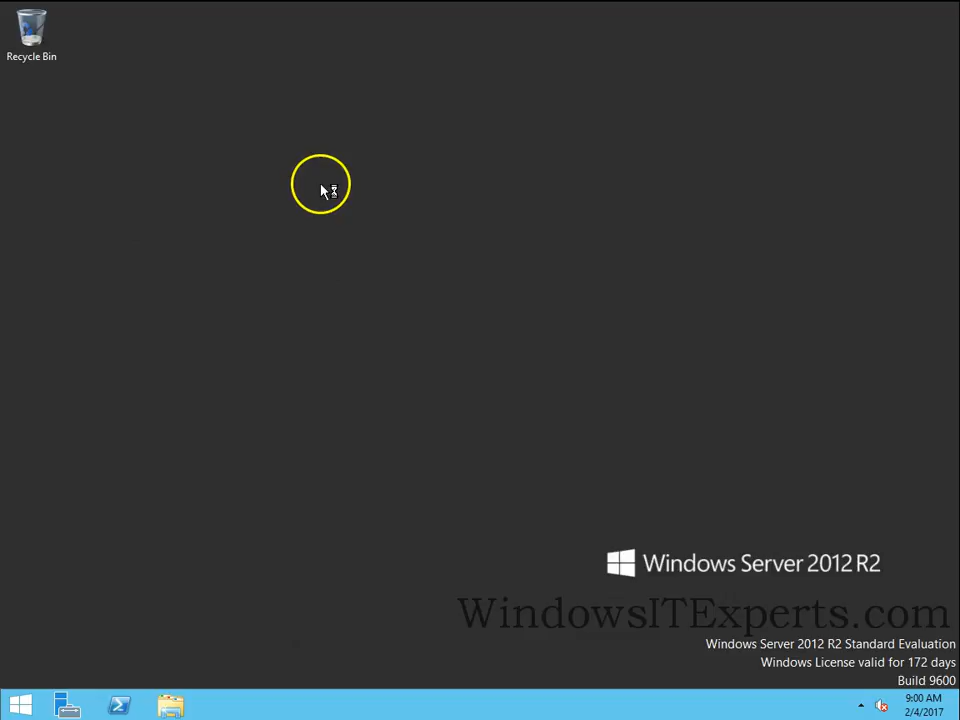 Recycle Bin
Windows Server 2012 R2
WindowsITExperts.com
Windows Server 2012 R2 Standard Evaluation
Windows License valid for 172 days
Build 9600
9:00 AM
2/4/2017